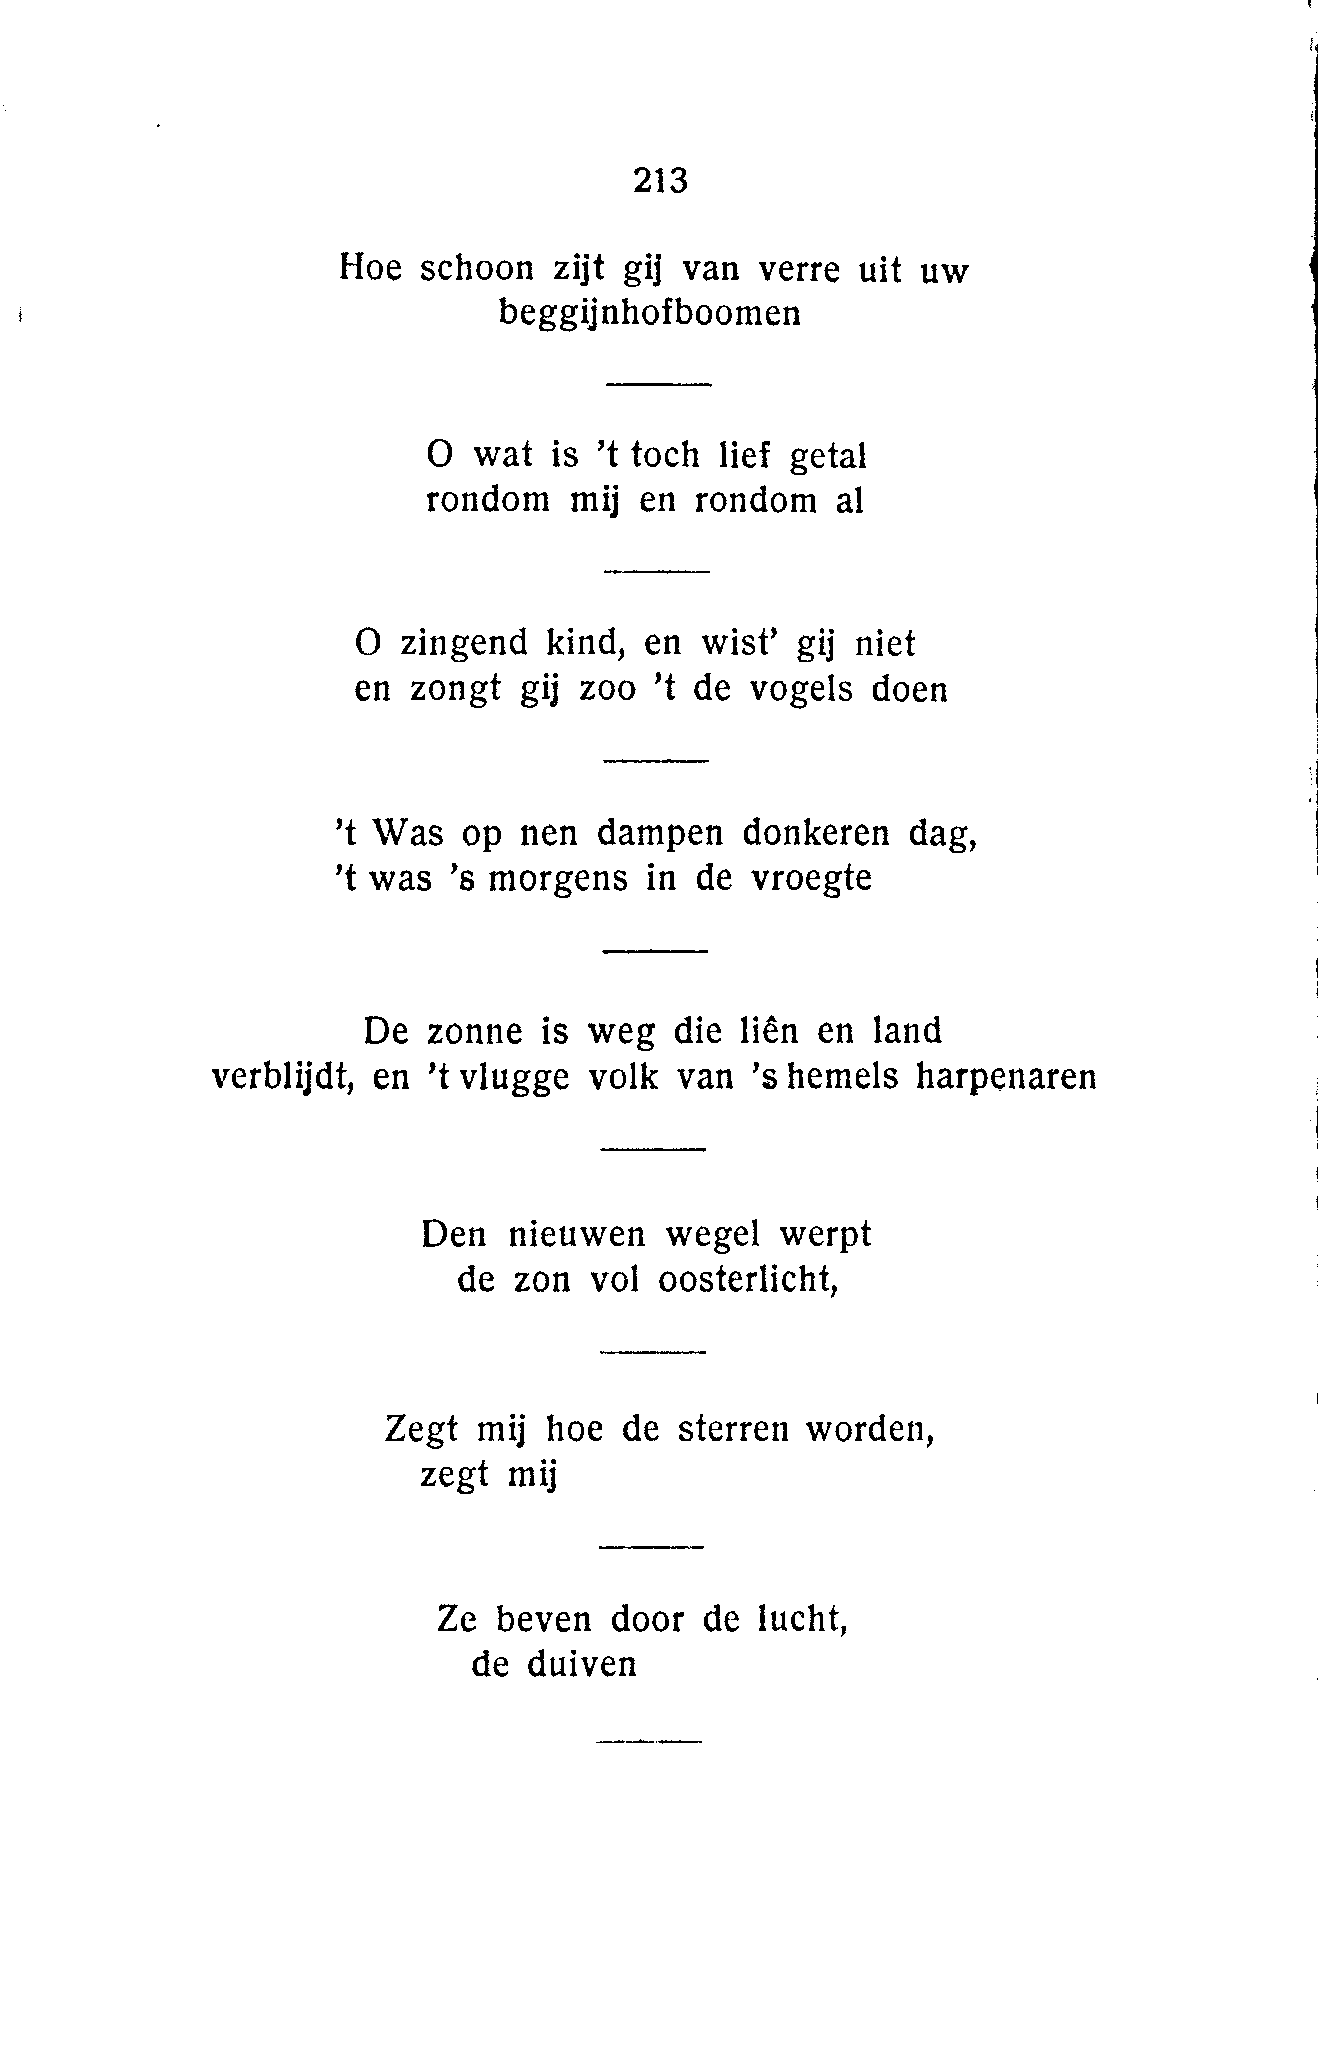 213
Hoe schoon zijt gij van verre uit uw
beggijnhofboomen
O wat is 't toch lief getal
rondom mij en rondom al
O zingend kind, en wist' gij niet
en zongt gij zoo 't de vogels doen
't Was op nen dampen donkeren dag,
't was 's morgens in de vroegte
De zonne is weg die liên en land
verblijdt, en 't vlugge volk van 's hemels harpenaren
Den nieuwen wegel werpt
de zon vol oosterlicht,
Zegt mij hoe de sterren worden,
zegt mij
Ze beven door de lucht,
de duiven